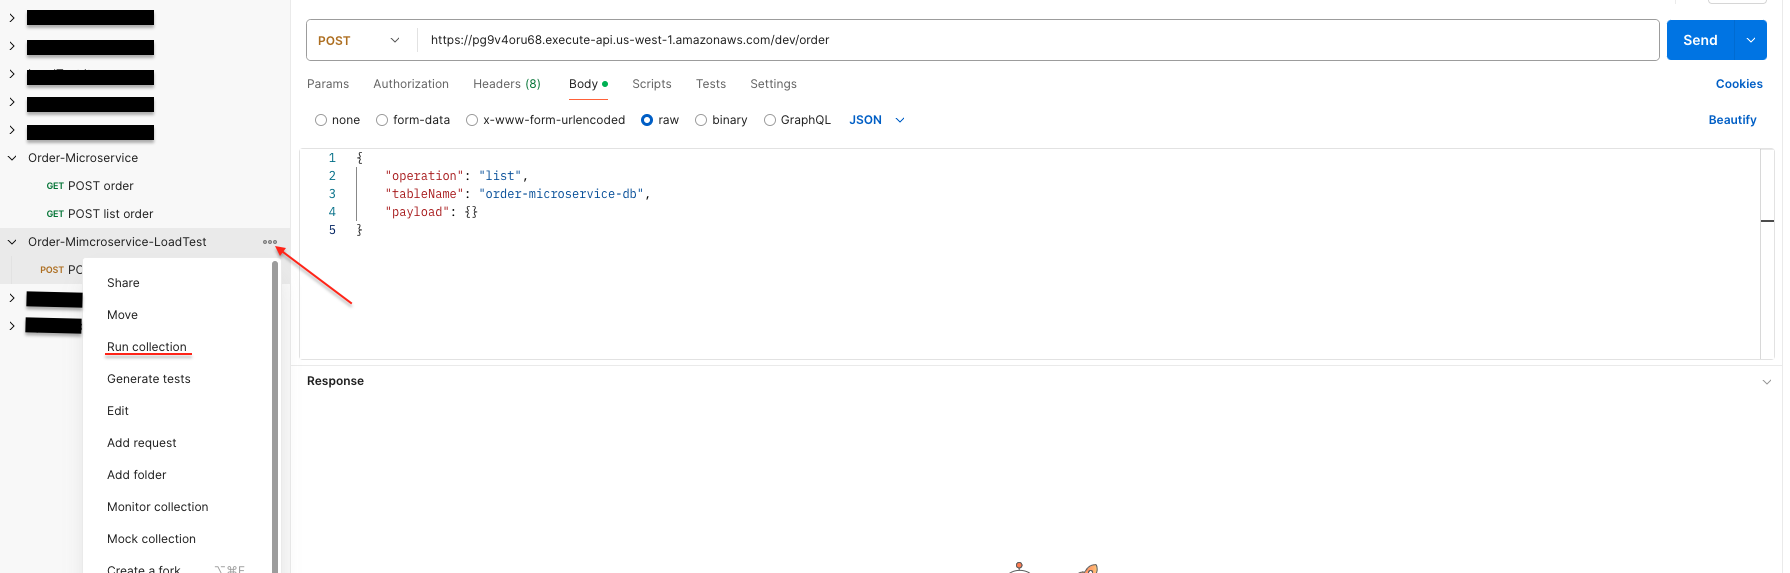 POST
https://pg9v4oru68.execute-api.us-west-1.amazonaws.com/dev/order
Send
Params Authorization Headers (8) Body Scripts Tests Settings Cookies
none form-data x-www-form-urlencoded raw binary GraphQL JSON Beautify
1 {
2 "operation": "list",
3 "tableName": "order-microservice-db",
4 "payload": {}
5 }
Response
Order-Microservice
GET POST order
GET POST list order
Order-Mimcroservice-LoadTest
POST
Share
Move
Run collection
Generate tests
Edit
Add request
Add folder
Monitor collection
Mock collection
Create a fork ⌥⌘F